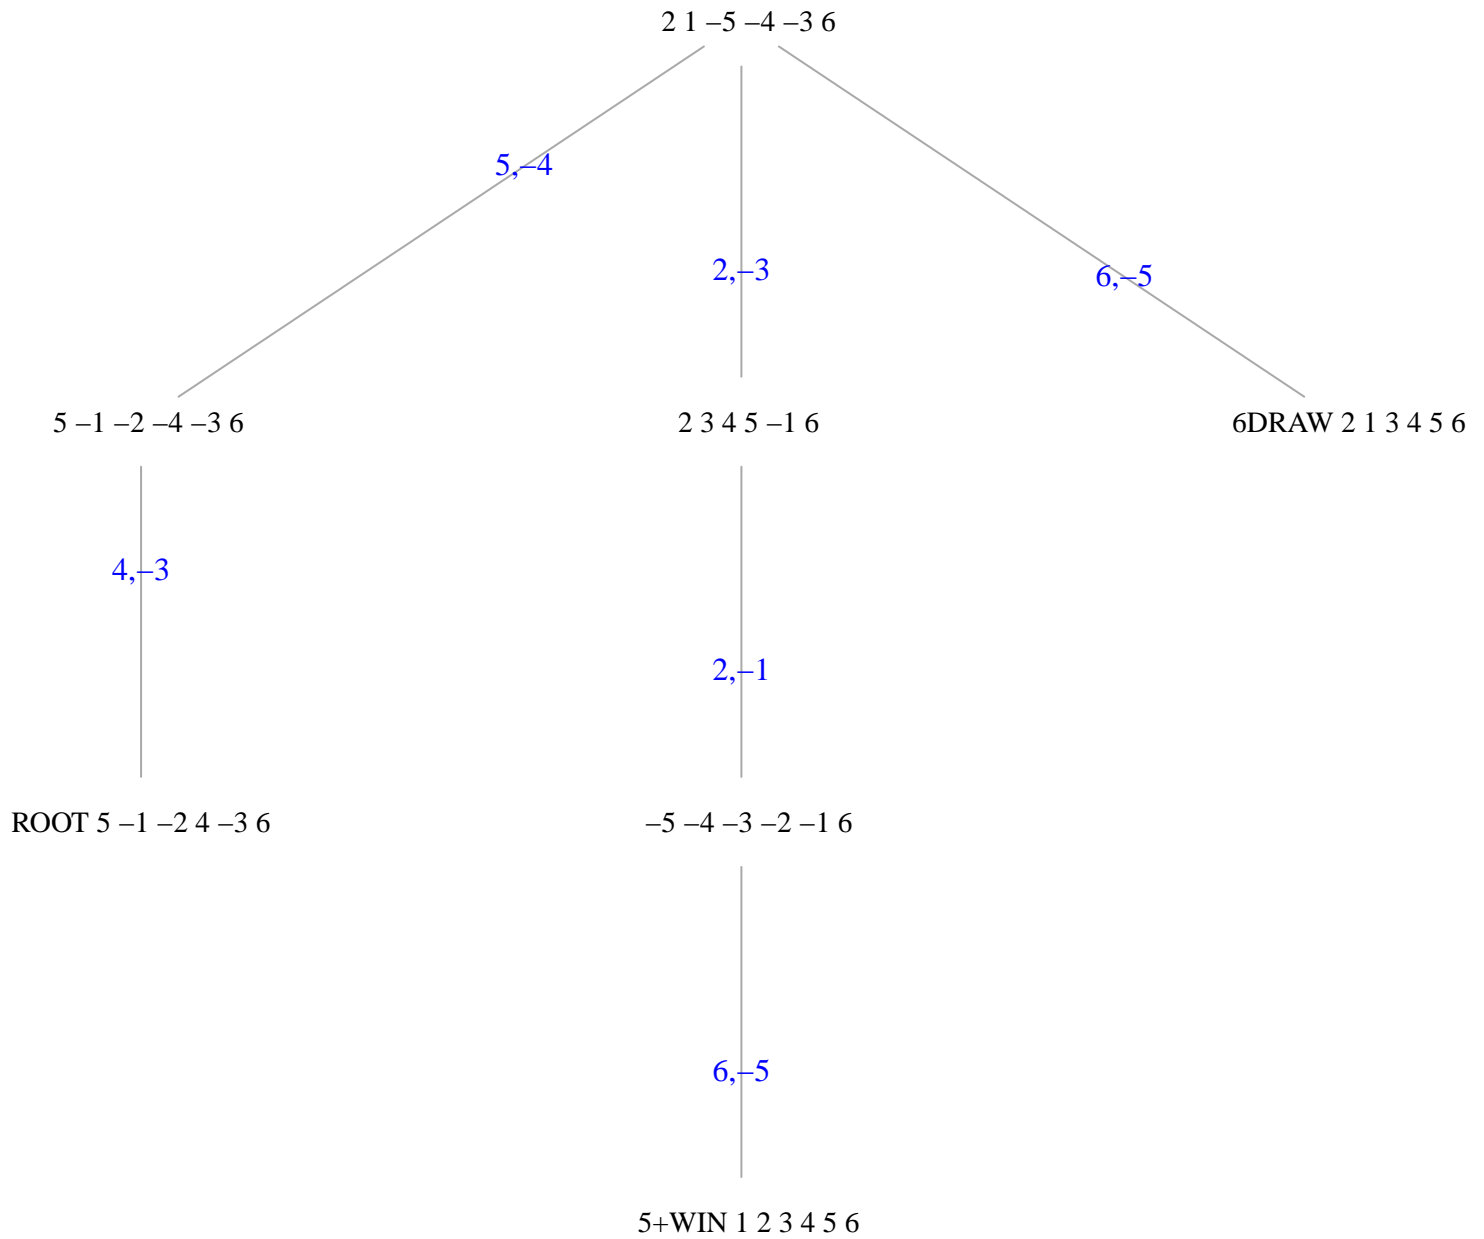 2 1 –5 –4 –3 6
5,–4
2,–3
6,–5
5 –1 –2 –4 –3 6
2 3 4 5 –1 6
6DRAW 2 1 3 4 5 6
4,–3
2,–1
ROOT 5 –1 –2 4 –3 6
–5 –4 –3 –2 –1 6
6,–5
5+WIN 1 2 3 4 5 6